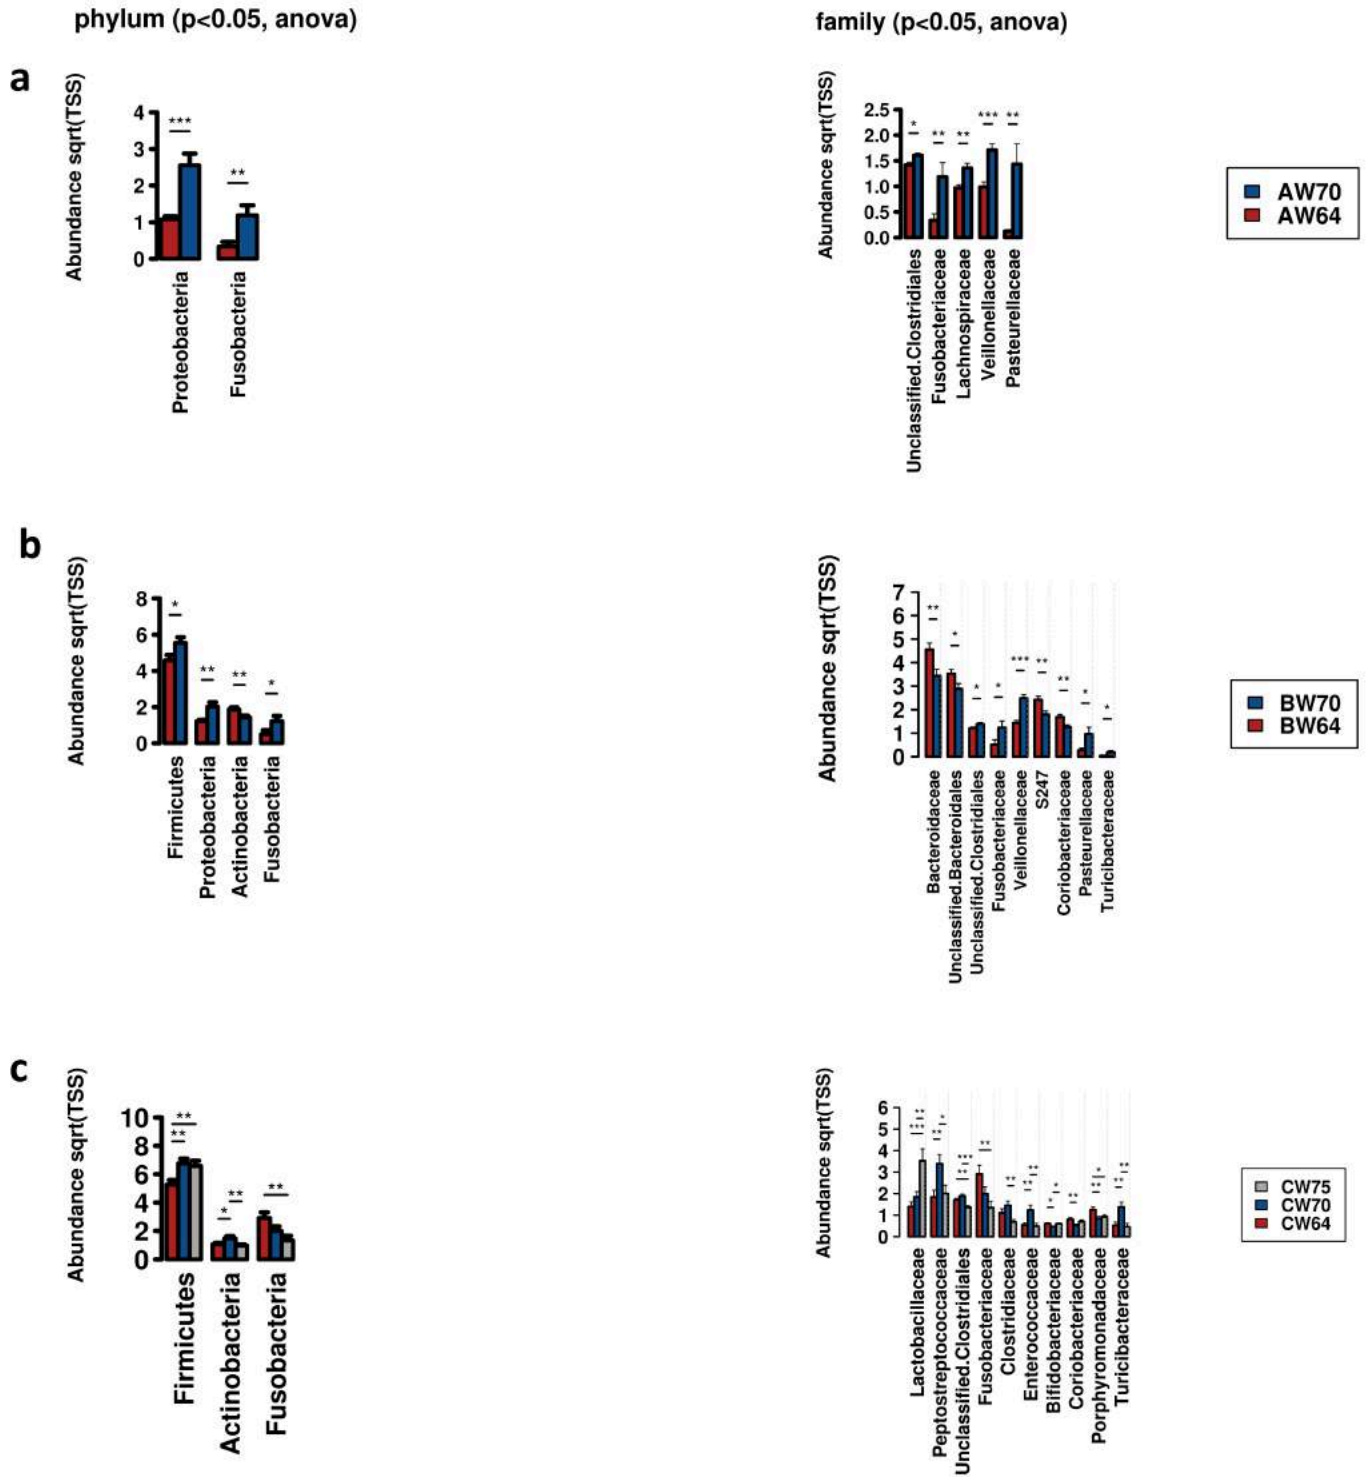 phylum (p<0.05, anova)
family (p<0.05, anova)
a
Abundance sqrt(TSS)
4
3
2
1
0
***
**
Proteobacteria
Fusobacteria
Abundance sqrt(TSS)
2.5
2.0
1.5
1.0
0.5
0.0
*
**
**
***
**
Unclassified.Clostridiales
Fusobacteriaceae
Lachnospiraceae
Veillonellaceae
Pasteurellaceae
AW70
AW64
b
Abundance sqrt(TSS)
8
6
4
2
0
*
**
**
*
Firmicutes
Proteobacteria
Actinobacteria
Fusobacteria
Abundance sqrt(TSS)
7
6
5
4
3
2
1
0
**
*
*
*
***
**
**
*
*
Bacteroidaceae
Unclassified.Bacteroidales
Unclassified.Clostridiales
Fusobacteriaceae
Veillonellaceae
S247
Coriobacteriaceae
Pasteurellaceae
Turicibacteraceae
BW70
BW64
c
Abundance sqrt(TSS)
10
8
6
4
2
0
**
**
*
**
**
Firmicutes
Actinobacteria
Fusobacteria
Abundance sqrt(TSS)
6
5
4
3
2
1
0
**
***
*
**
***
**
**
**
**
**
*
*
**
*
**
**
**
Lactobacillaceae
Peptostreptococcaceae
Unclassified.Clostridiales
Fusobacteriaceae
Clostridiaceae
Enterococcaceae
Bifidobacteriaceae
Coriobacteriaceae
Porphyromonadaceae
Turicibacteraceae
CW75
CW70
CW64